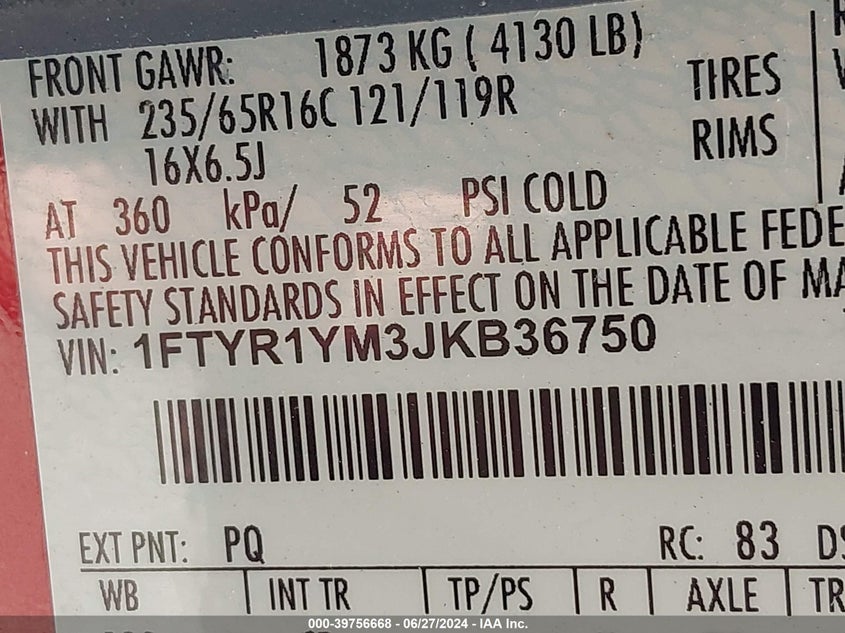 FRONT GAWR: 1873 KG ( 4130 LB)
WITH 235/65R16C 121/119R TIRES
16X6.5J RIMS
AT 360 kPa/ 52 PSI COLD
THIS VEHICLE CONFORMS TO ALL APPLICABLE FEDE
SAFETY STANDARDS IN EFFECT ON THE DATE OF MA
VIN: 1FTYR1YM3JKB36750
EXT PNT: PQ RC: 83 DS
WB INT TR TP/PS R AXLE TR
000-39756668 - 06/27/2024 - IAA Inc.